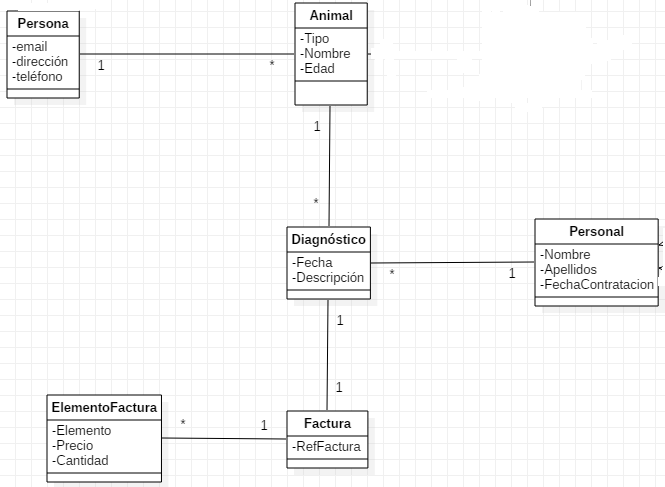 Persona
-email
-dirección
-teléfono
1
*
Animal
-Tipo
-Nombre
-Edad
1
*
Diagnóstico
-Fecha
-Descripción
*
1
Personal
-Nombre
-Apellidos
-FechaContratacion
1
1
ElementoFactura
-Elemento
-Precio
-Cantidad
*
1
Factura
-RefFactura